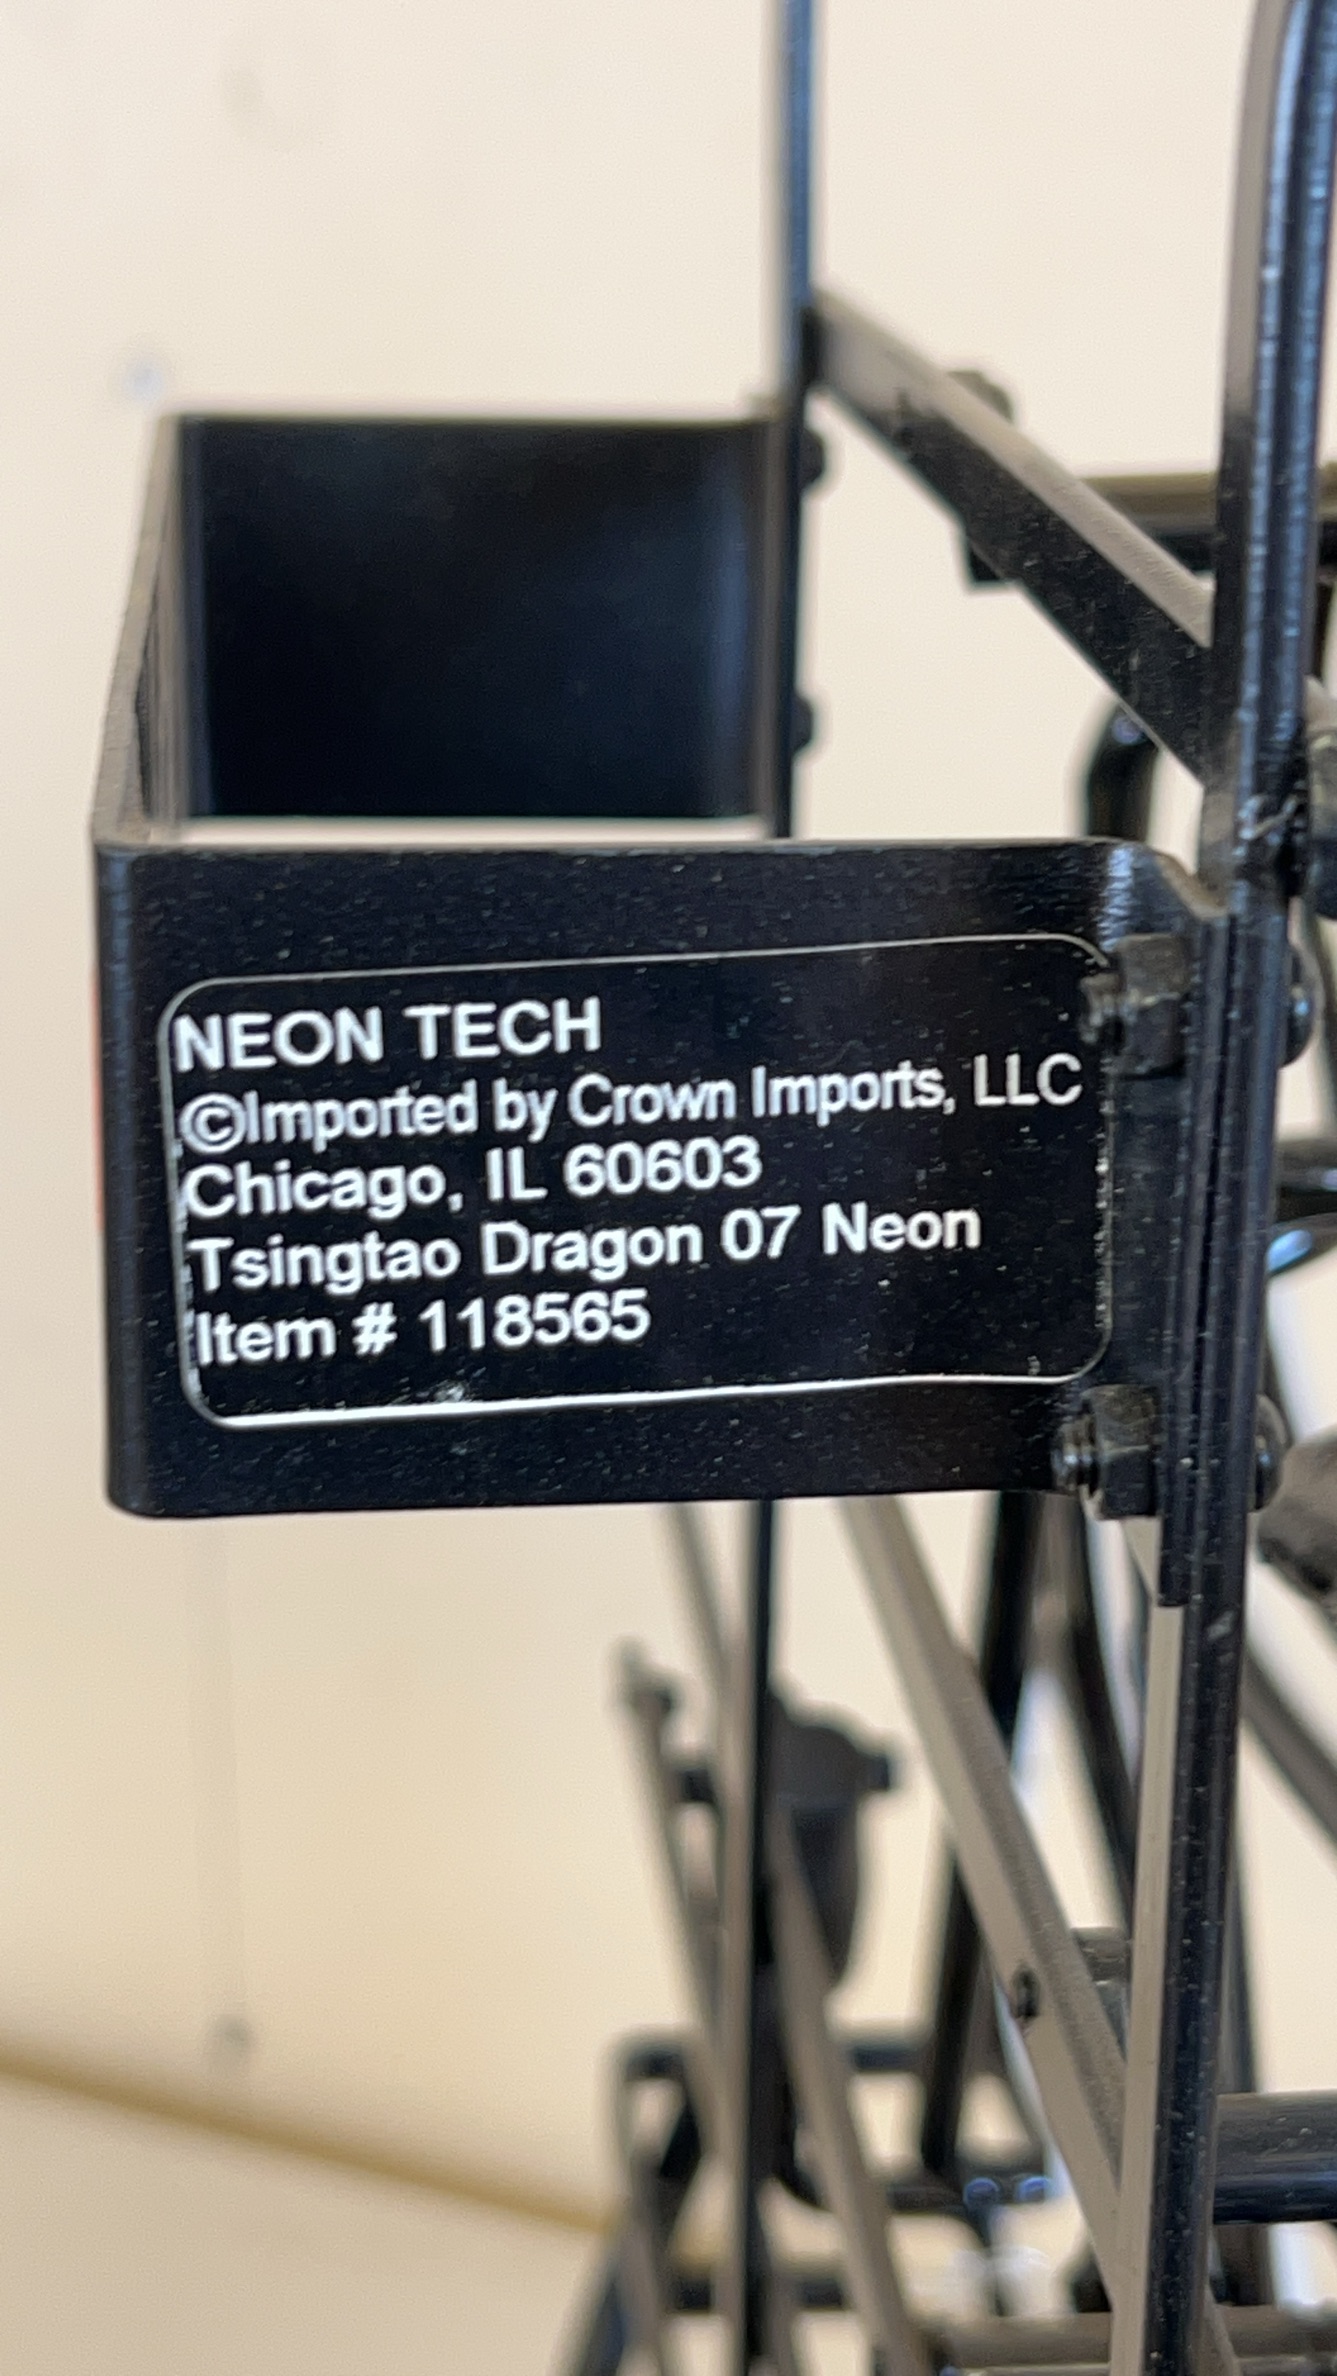 NEON TECH
©Imported by Crown Imports, LLC
Chicago, IL 60603
Tsingtao Dragon 07 Neon
Item # 118565